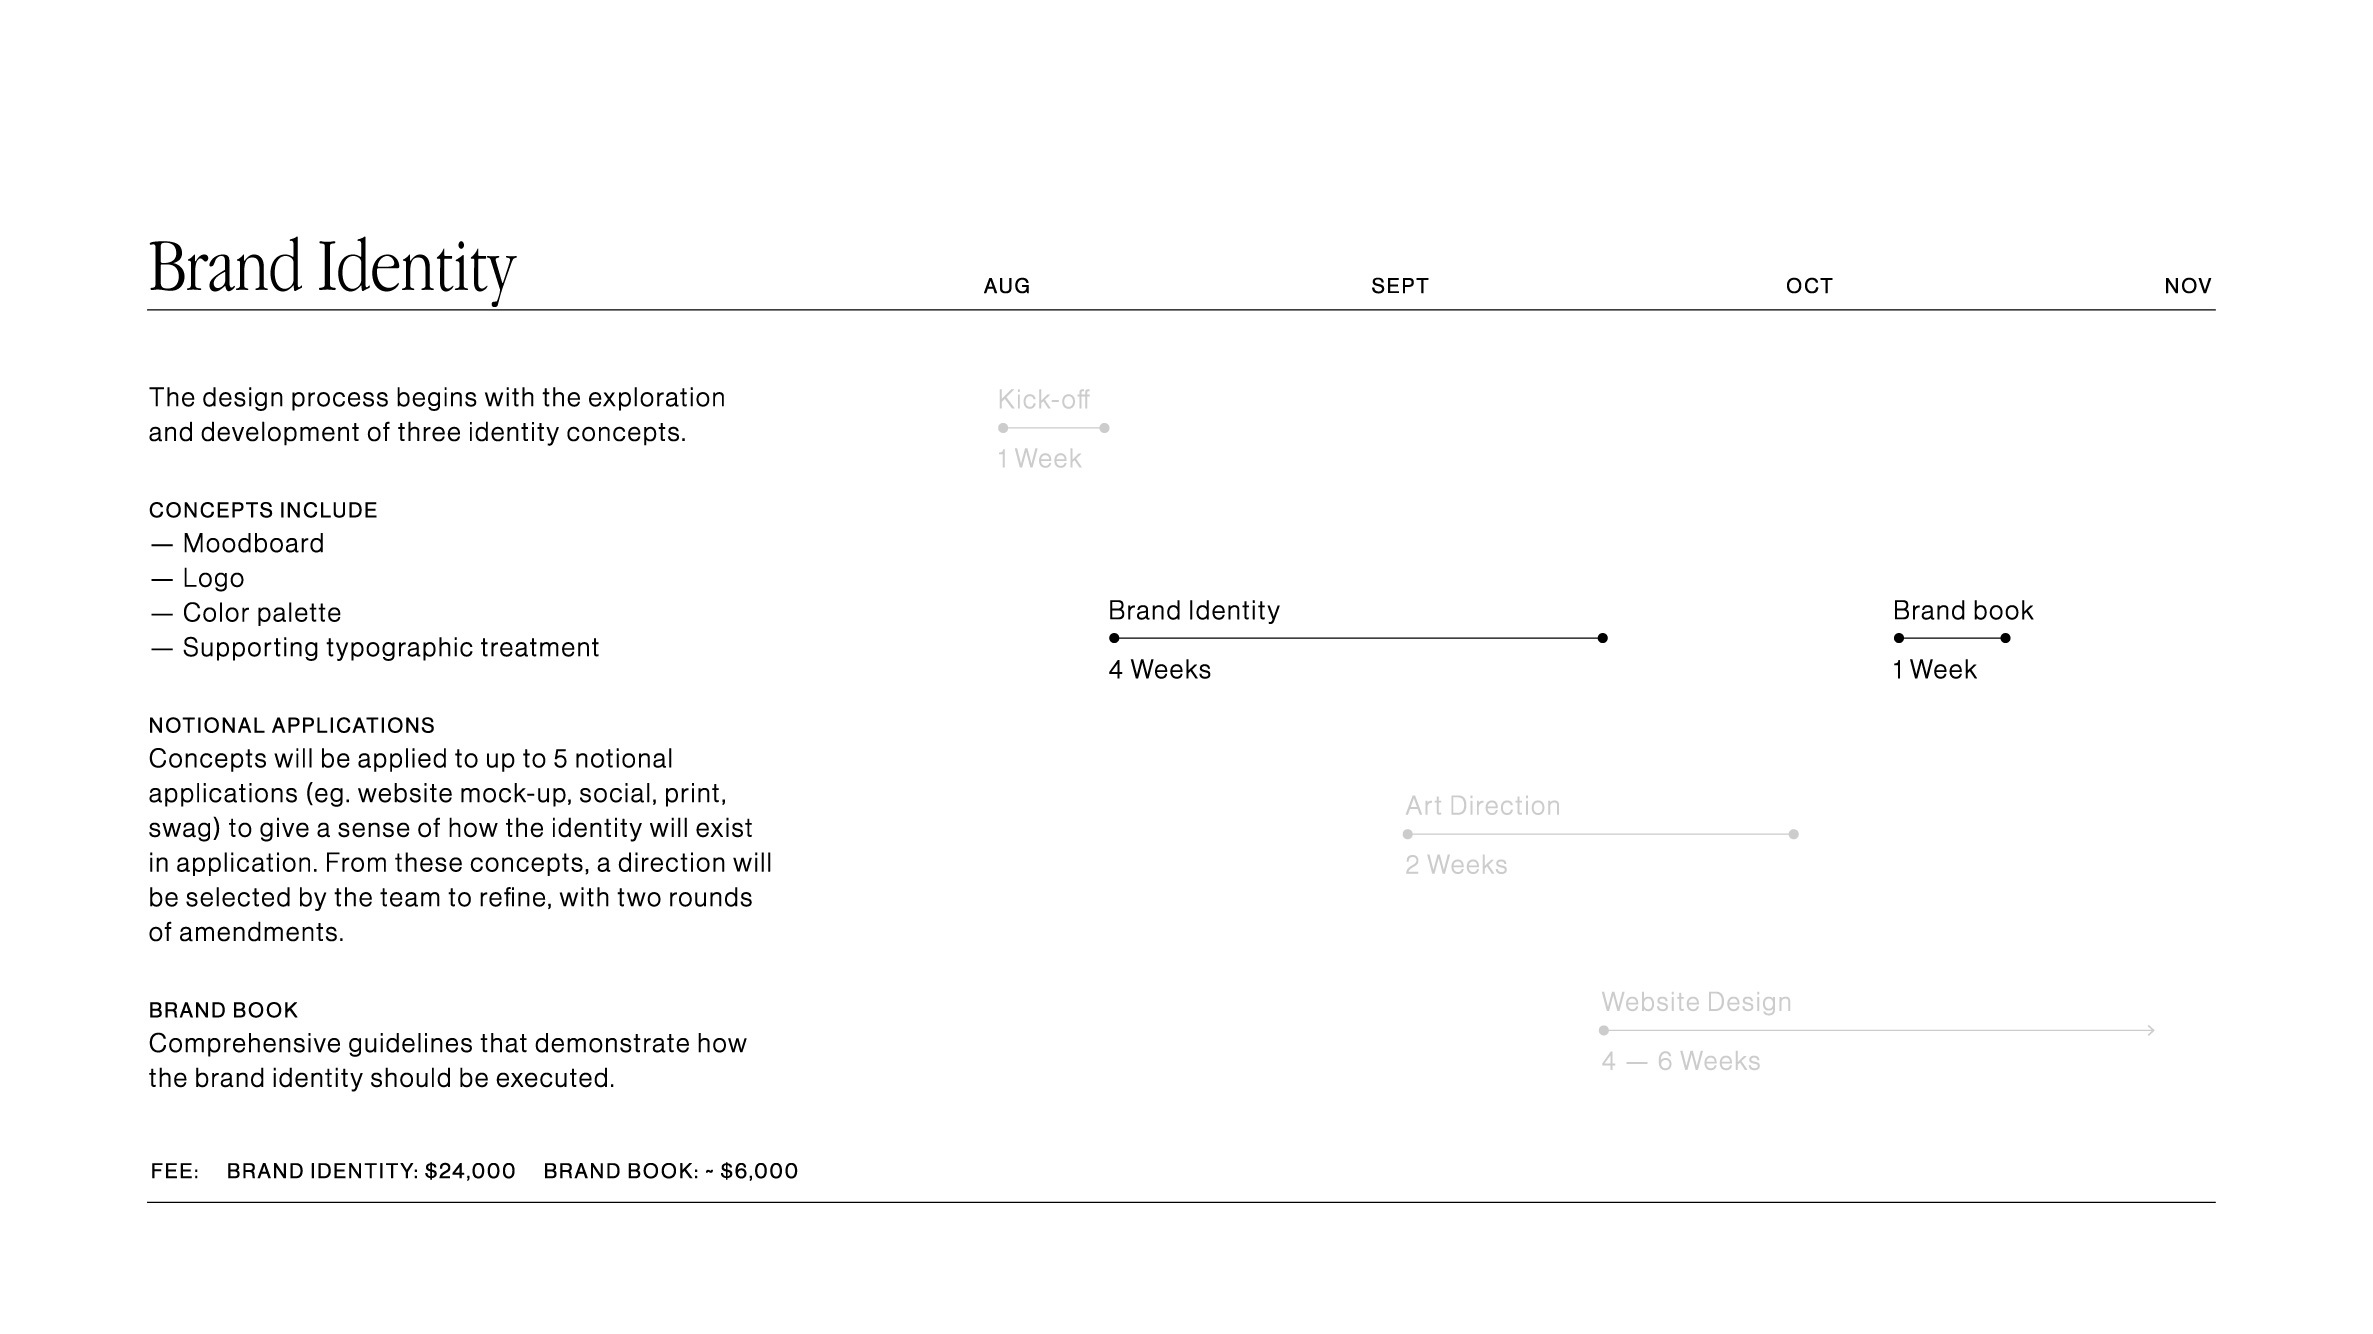 Brand Identity
AUG
SEPT
OCT
NOV
The design process begins with the exploration
and development of three identity concepts.
CONCEPTS INCLUDE
— Moodboard
— Logo
— Color palette
— Supporting typographic treatment
NOTIONAL APPLICATIONS
Concepts will be applied to up to 5 notional
applications (eg. website mock-up, social, print,
swag) to give a sense of how the identity will exist
in application. From these concepts, a direction will
be selected by the team to refine, with two rounds
of amendments.
BRAND BOOK
Comprehensive guidelines that demonstrate how
the brand identity should be executed.
FEE: BRAND IDENTITY: $24,000 BRAND BOOK: ~ $6,000
Kick-off
1 Week
Brand Identity
4 Weeks
Brand book
1 Week
Art Direction
2 Weeks
Website Design
4 — 6 Weeks